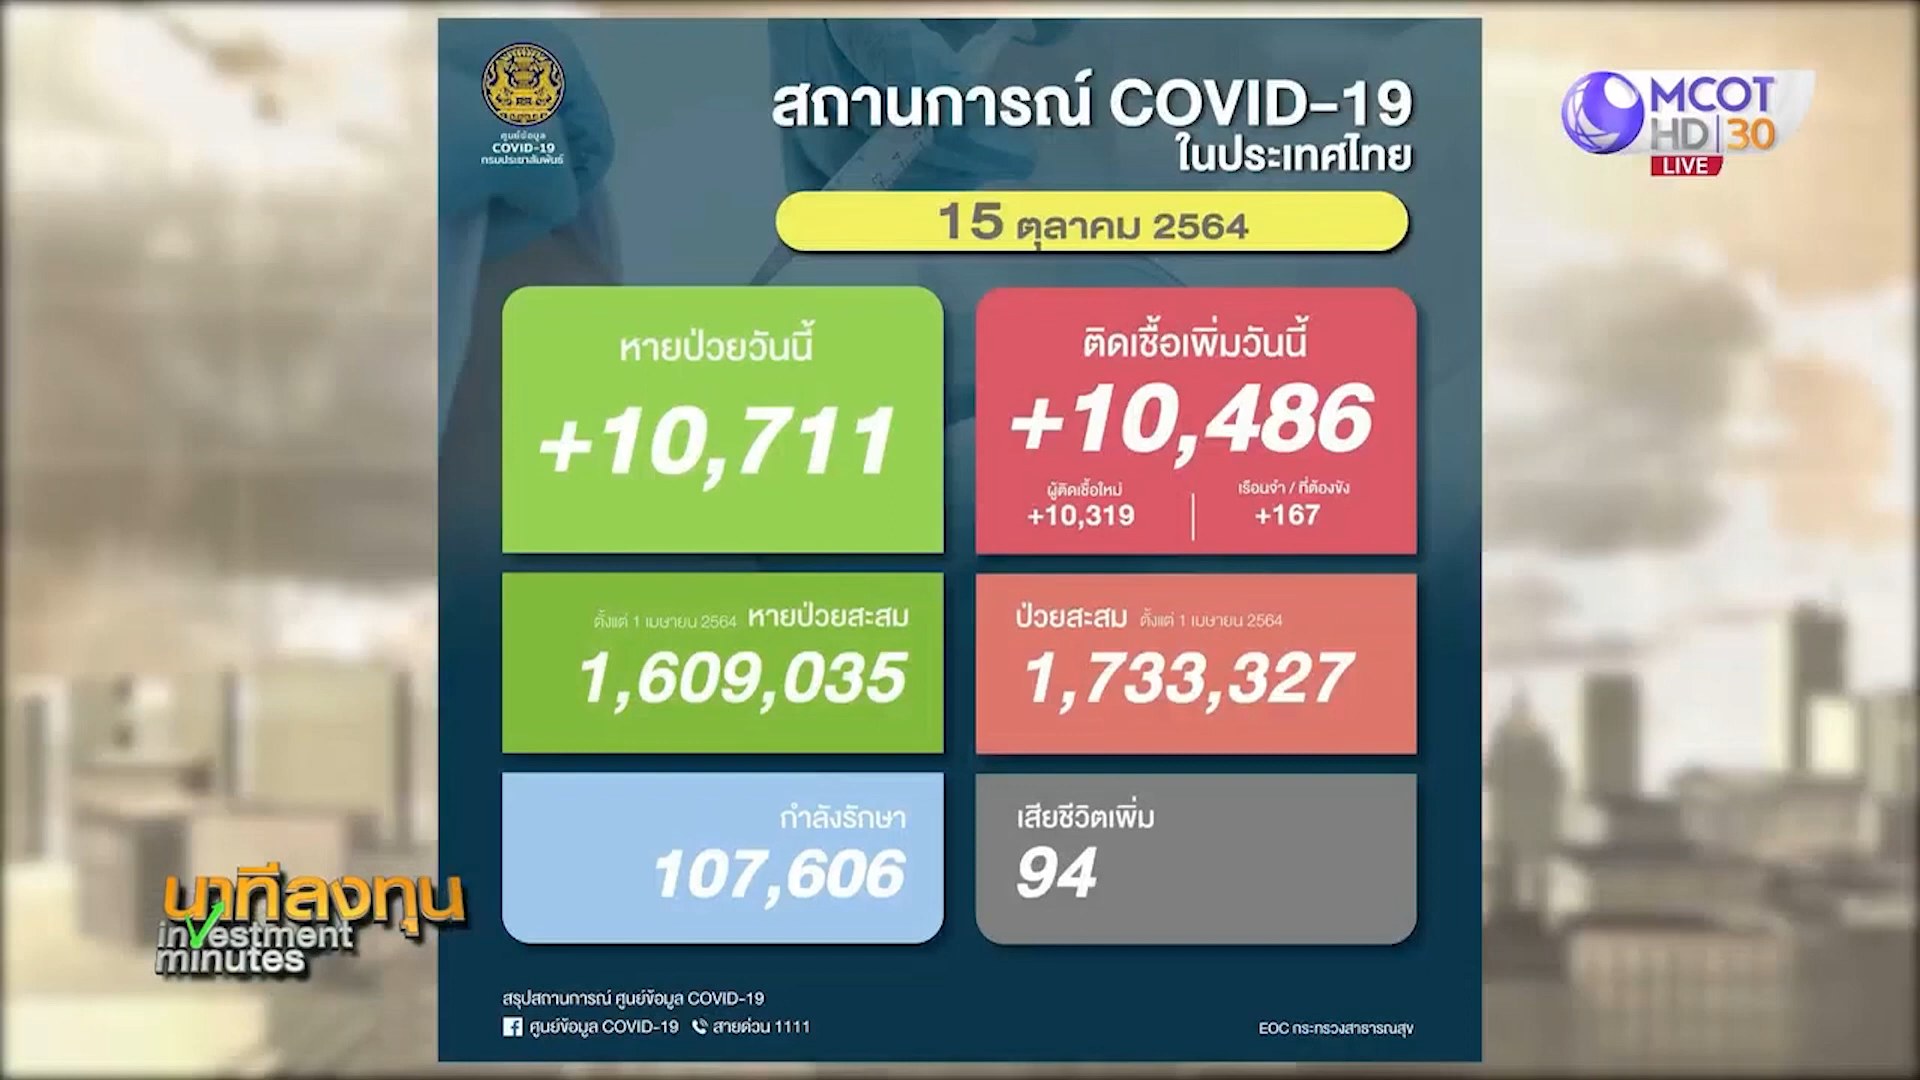 ศูนย์ข้อมูล
COVID-19
กรมประชาสัมพันธ์
สถานการณ์ COVID-19
ในประเทศไทย
15 ตุลาคม 2564
MCOT
HD 30
LIVE
หายป่วยวันนี้
+10,711
ติดเชื้อเพิ่มวันนี้
+10,486
ผู้ติดเชื้อใหม่
+10,319
เรือนจำ / ที่ต้องขัง
+167
ตั้งแต่ 1 เมษายน 2564 หายป่วยสะสม
1,609,035
ป่วยสะสม ตั้งแต่ 1 เมษายน 2564
1,733,327
กำลังรักษา
107,606
เสียชีวิตเพิ่ม
94
นาทีลงทุน
investment
minutes
สรุปสถานการณ์ ศูนย์ข้อมูล COVID-19
ศูนย์ข้อมูล COVID-19 สายด่วน 1111
EOC กระทรวงสาธารณสุข